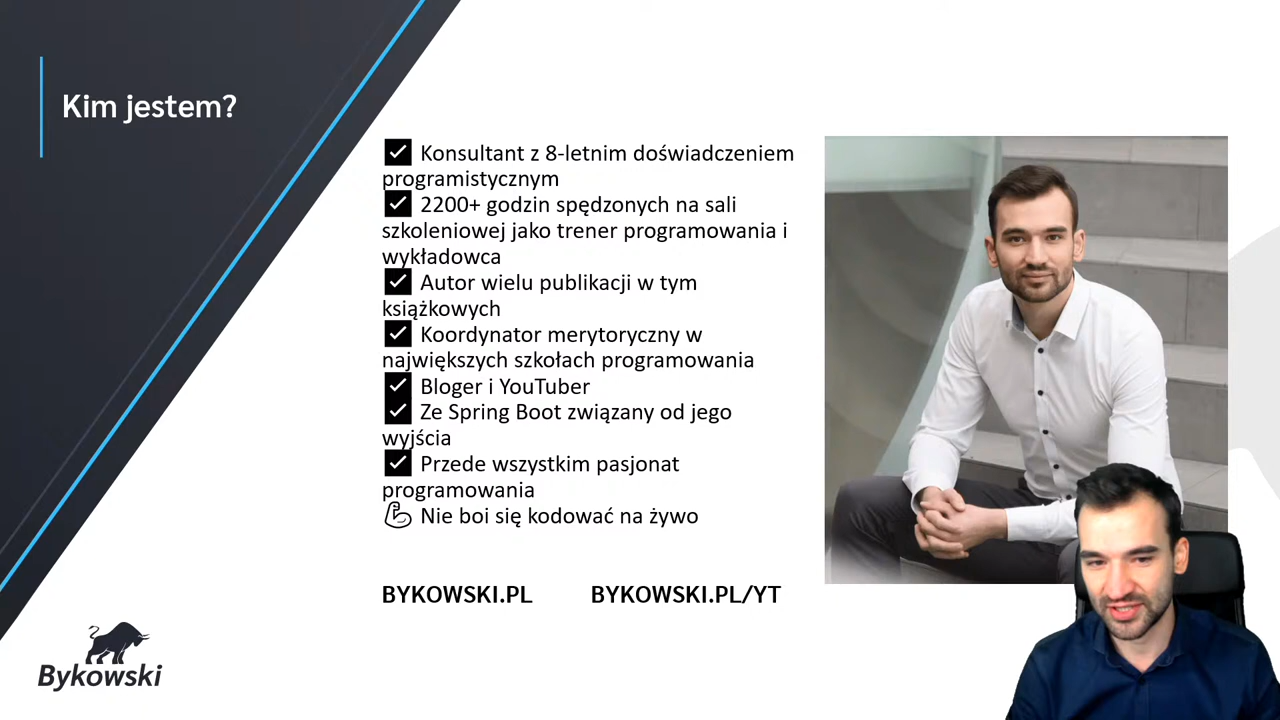 Kim jestem?
Konsultant z 8-letnim doświadczeniem
programistycznym
2200+ godzin spędzonych na sali
szkoleniowej jako trener programowania i
wykładowca
Autor wielu publikacji w tym
książkowych
Koordynator merytoryczny w
największych szkołach programowania
Bloger i YouTuber
Ze Spring Boot związany od jego
wyjścia
Przede wszystkim pasjonat
programowania
Nie boi się kodować na żywo
BYKOWSKI.PL BYKOWSKI.PL/YT
Bykowski